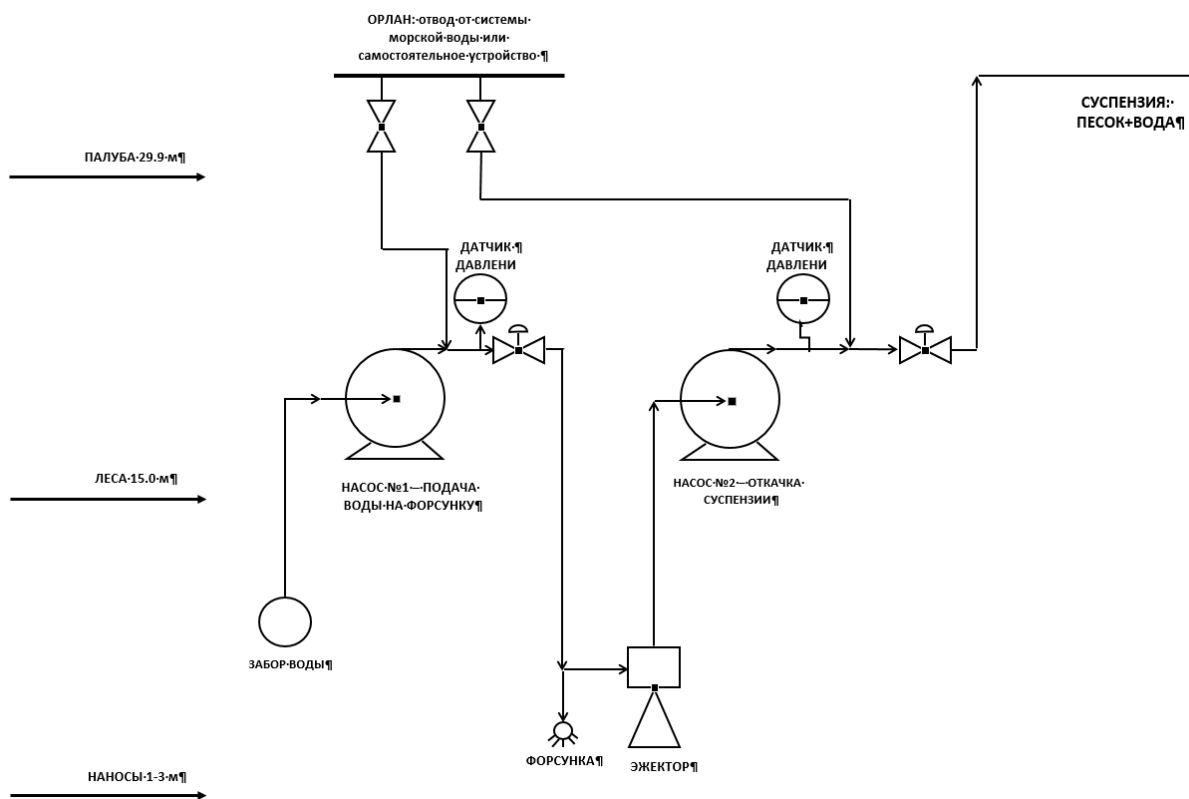 ОРЛАН:·отвод·от·системы·
морской·воды·или·
самостоятельное·устройство·¶
СУСПЕНЗИЯ:·
ПЕСОК+ВОДА¶
ПАЛУБА·29.9·м¶
ДАТЧИК·¶
ДАВЛЕНИ
ДАТЧИК·¶
ДАВЛЕНИ
ЛЕСА·15.0·м¶
НАСОС·№1·–·ПОДАЧА·
ВОДЫ·НА·ФОРСУНКУ¶
НАСОС·№2·–·ОТКАЧКА·
СУСПЕНЗИИ¶
ЗАБОР·ВОДЫ¶
ФОРСУНКА¶
ЭЖЕКТОР¶
НАНОСЫ·1-3·м¶